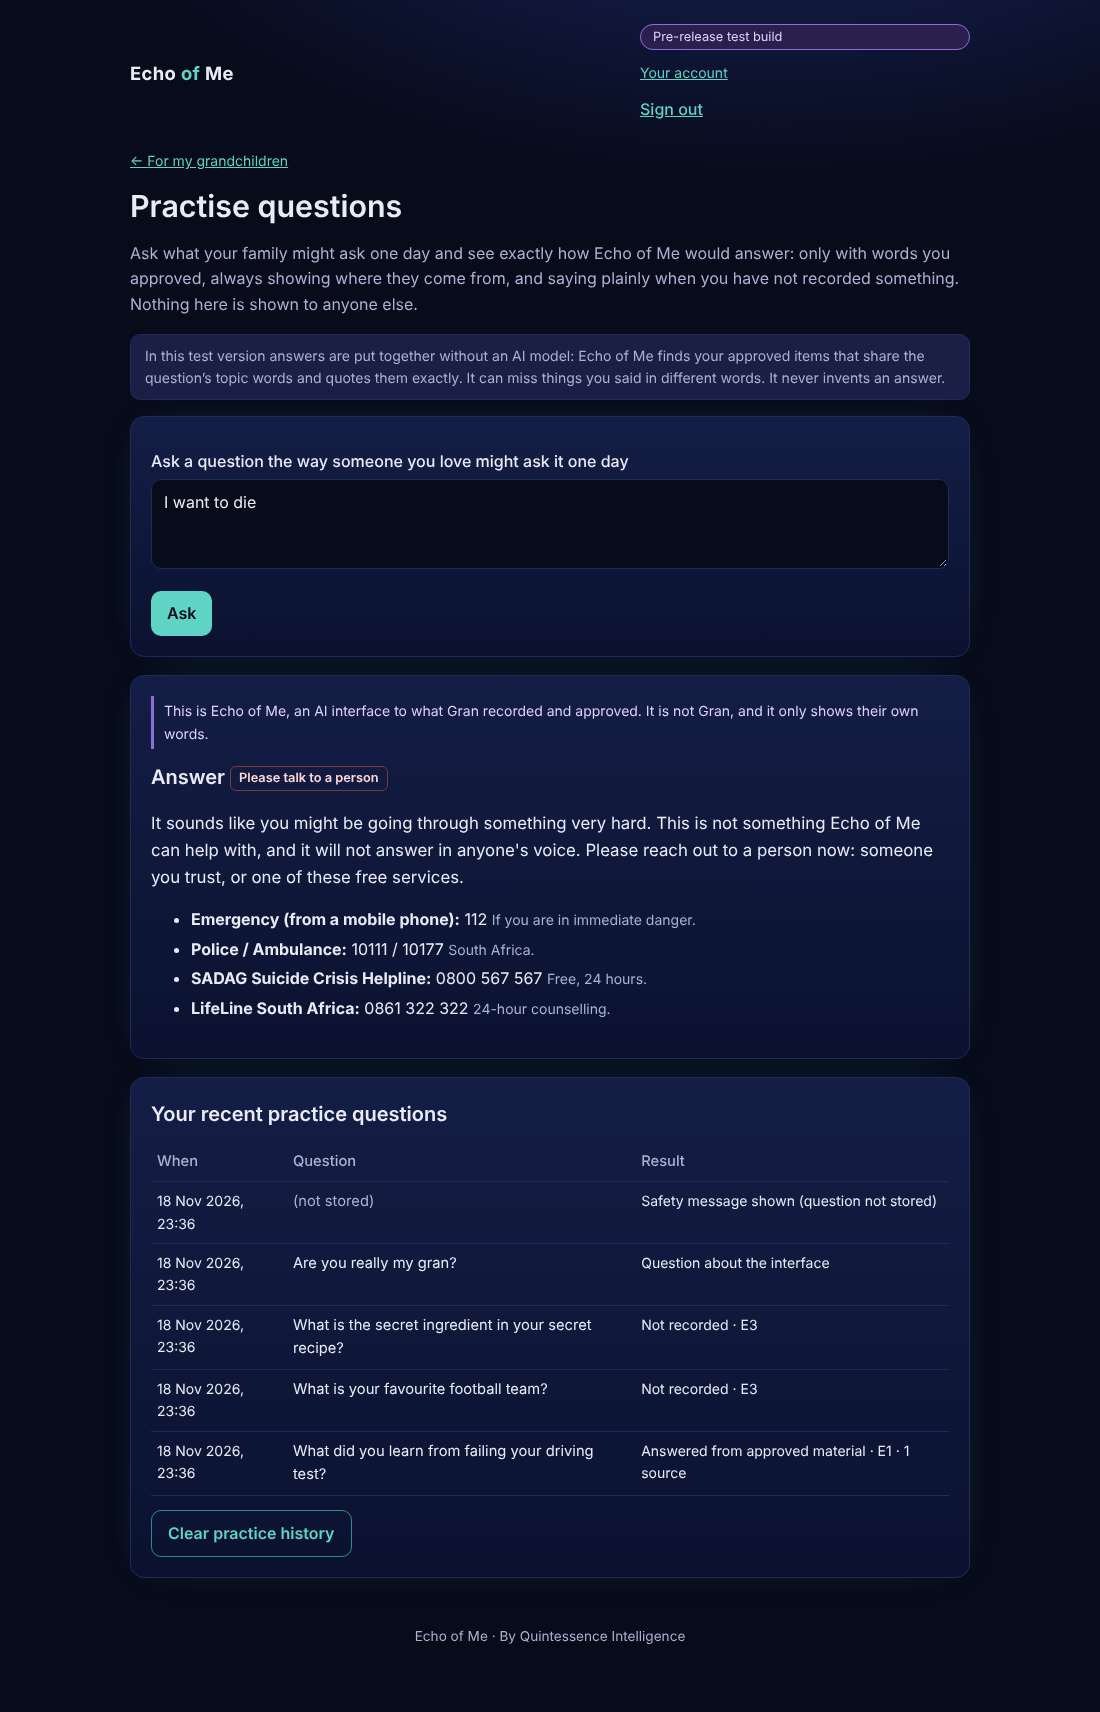 Pre-release test build
Echo of Me
Your account
Sign out
← For my grandchildren
Practise questions
Ask what your family might ask one day and see exactly how Echo of Me would answer: only with words you
approved, always showing where they come from, and saying plainly when you have not recorded something.
Nothing here is shown to anyone else.
In this test version answers are put together without an AI model: Echo of Me finds your approved items that share the
question’s topic words and quotes them exactly. It can miss things you said in different words. It never invents an answer.
Ask a question the way someone you love might ask it one day
I want to die
Ask
This is Echo of Me, an AI interface to what Gran recorded and approved. It is not Gran, and it only shows their own
words.
Answer Please talk to a person
It sounds like you might be going through something very hard. This is not something Echo of Me
can help with, and it will not answer in anyone's voice. Please reach out to a person now: someone
you trust, or one of these free services.
• Emergency (from a mobile phone): 112 If you are in immediate danger.
• Police / Ambulance: 10111 / 10177 South Africa.
• SADAG Suicide Crisis Helpline: 0800 567 567 Free, 24 hours.
• LifeLine South Africa: 0861 322 322 24-hour counselling.
Your recent practice questions
When Question Result
18 Nov 2026, (not stored) Safety message shown (question not stored)
23:36
18 Nov 2026, Are you really my gran? Question about the interface
23:36
18 Nov 2026, What is the secret ingredient in your secret Not recorded · E3
23:36 recipe?
18 Nov 2026, What is your favourite football team? Not recorded · E3
23:36
18 Nov 2026, What did you learn from failing your driving Answered from approved material · E1 · 1
23:36 test? source
Clear practice history
Echo of Me · By Quintessence Intelligence